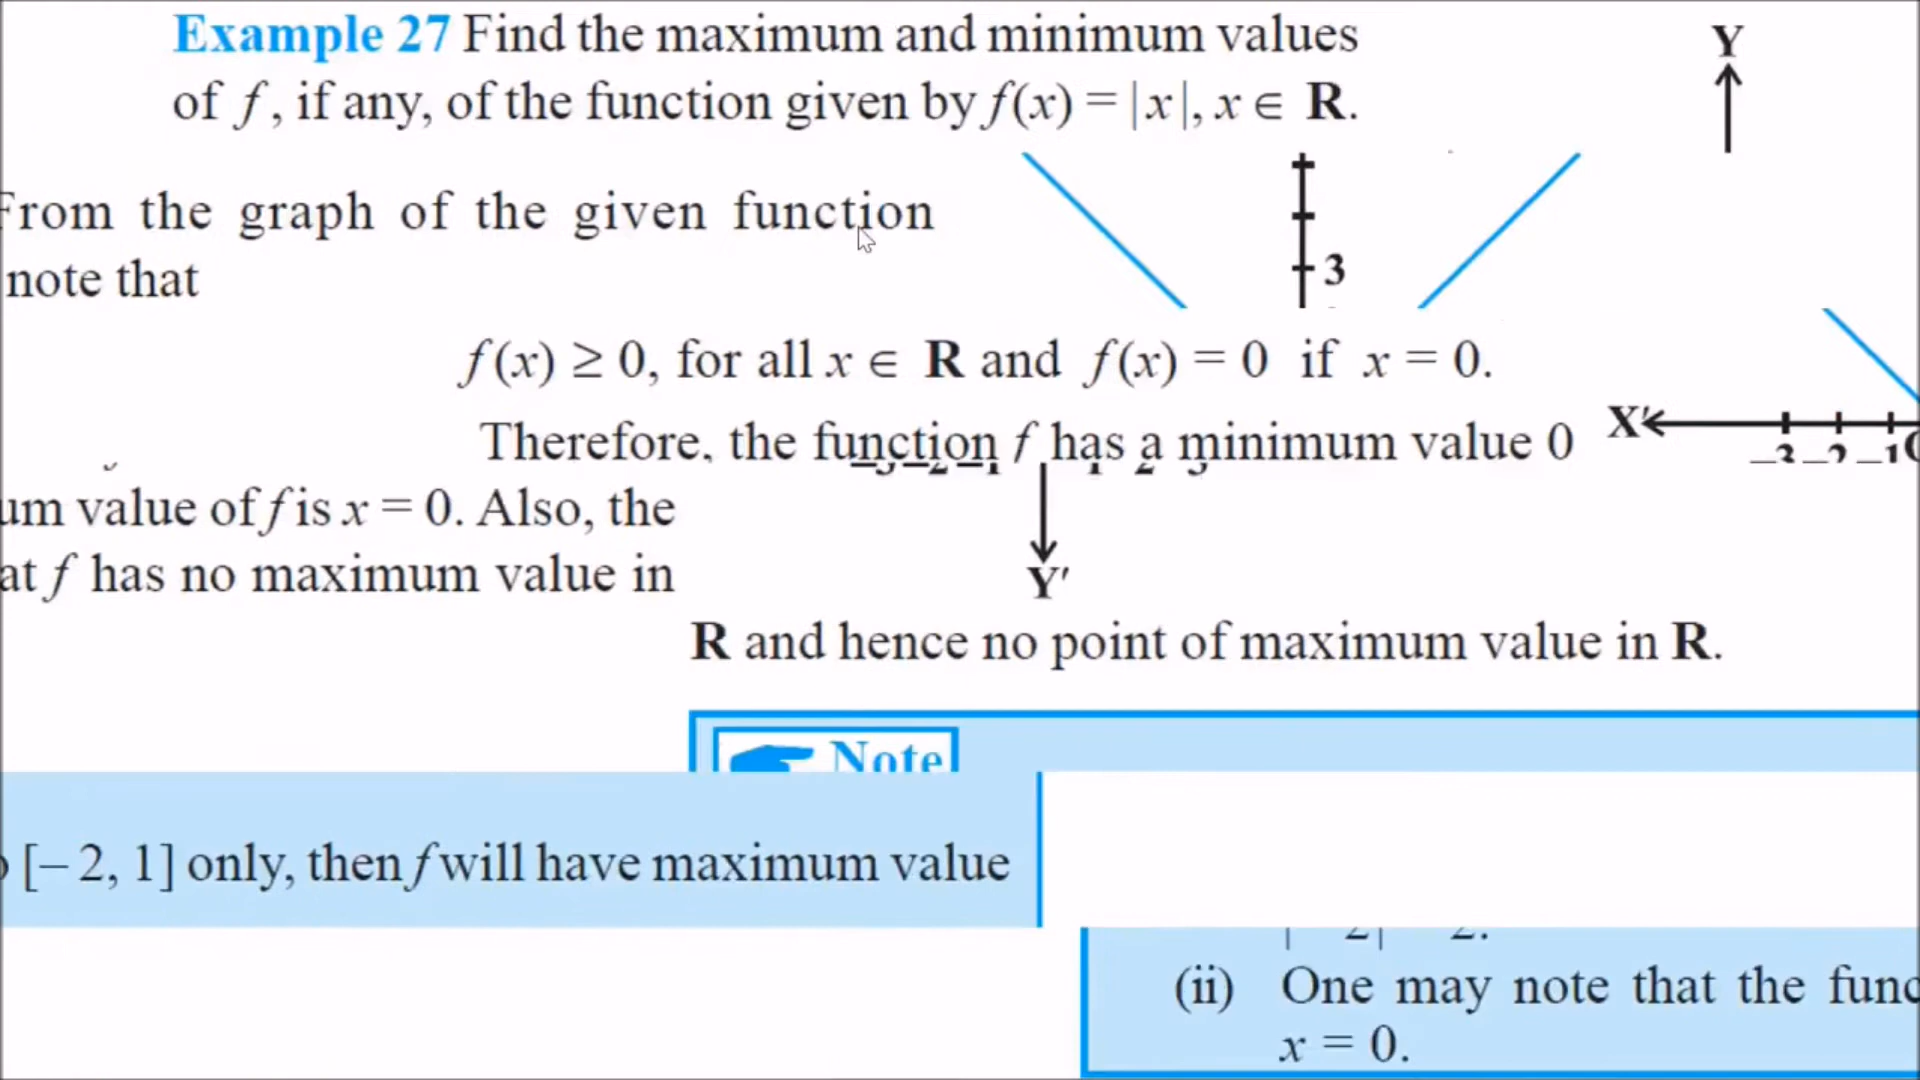 Example 27 Find the maximum and minimum values
of f, if any, of the function given by f(x) = |x|, x ∈ R.
Y
From the graph of the given function
note that
3
f(x) ≥ 0, for all x ∈ R and f(x) = 0 if x = 0.
Therefore, the function f has a minimum value 0
X′
–3 –2 –1
um value of f is x = 0. Also, the
at f has no maximum value in
Y′
R and hence no point of maximum value in R.
Note
[– 2, 1] only, then f will have maximum value
(ii) One may note that the func
x = 0.